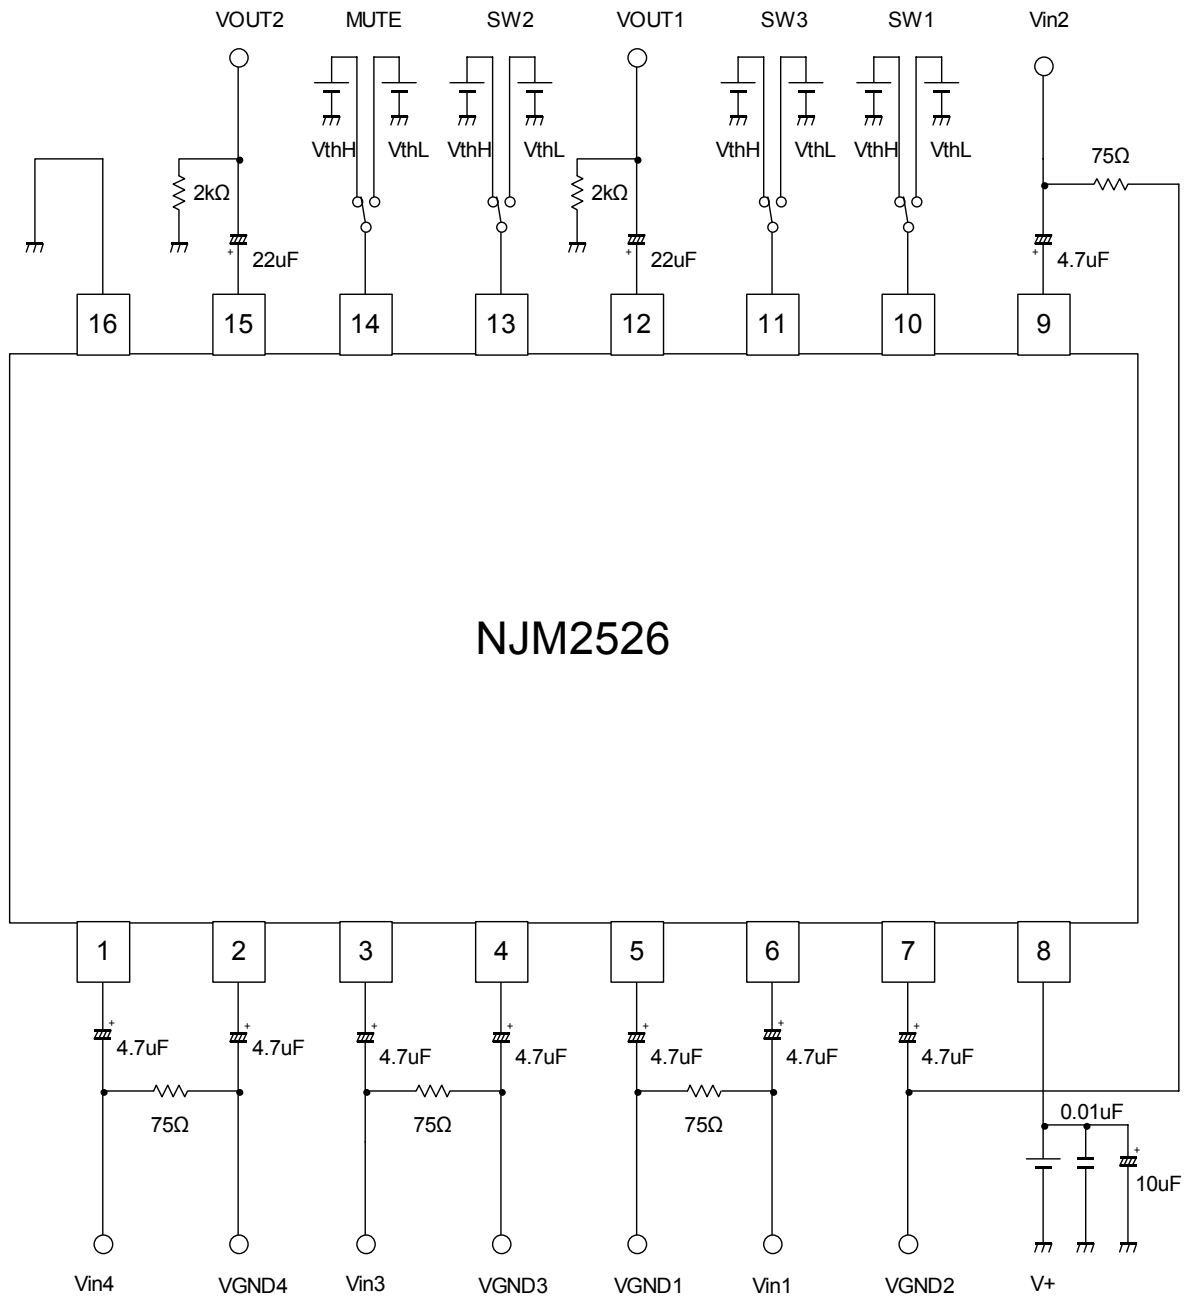 VOUT2 MUTE SW2 VOUT1 SW3 SW1 Vin2
VthH VthL VthH VthL VthH VthL VthH VthL 75Ω
2kΩ 2kΩ
22uF 22uF 4.7uF
16 15 14 13 12 11 10 9
NJM2526
1 2 3 4 5 6 7 8
+ + + + + + +
4.7uF 4.7uF 4.7uF 4.7uF 4.7uF 4.7uF 4.7uF
75Ω 75Ω 75Ω 0.01uF
10uF
Vin4 VGND4 Vin3 VGND3 VGND1 Vin1 VGND2 V+